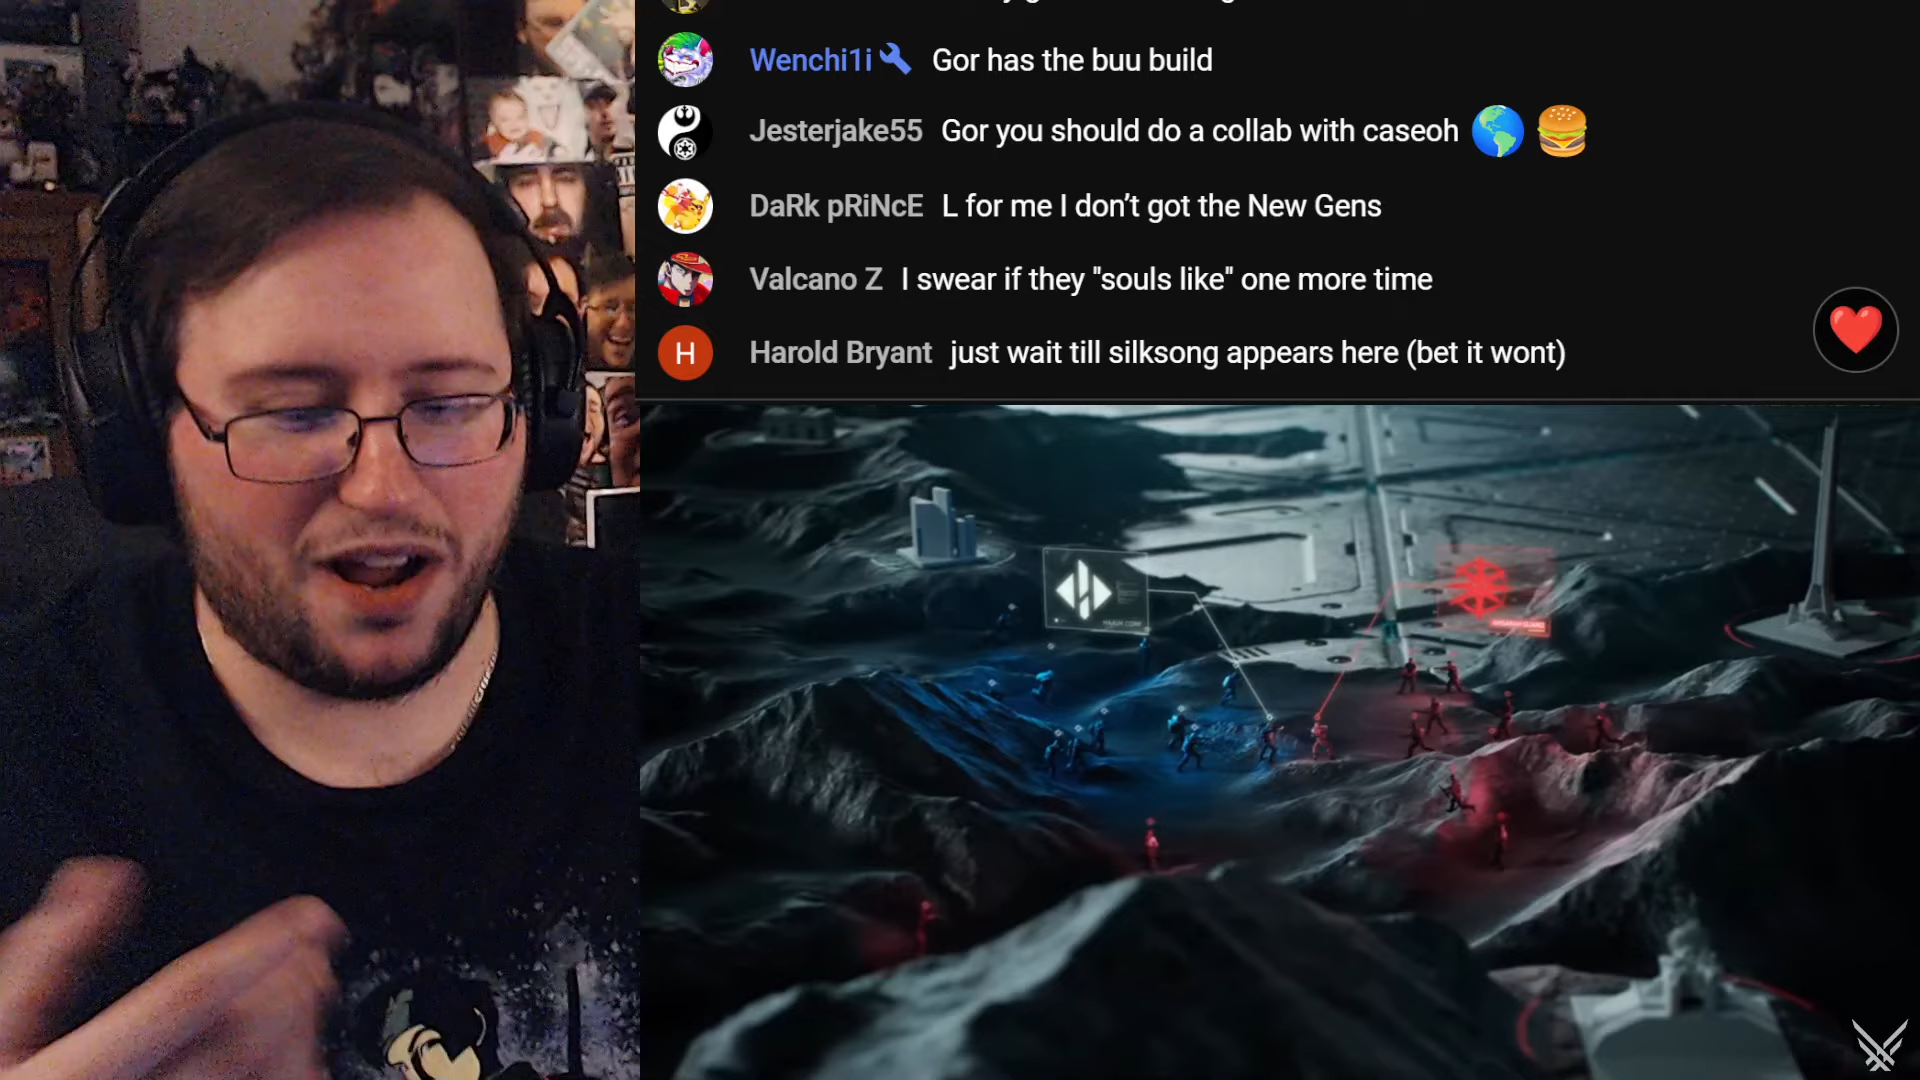 Wenchi1i Gor has the buu build
Jesterjake55 Gor you should do a collab with caseoh 🌎 🍔
DaRk pRiNcE L for me I don’t got the New Gens
Valcano Z I swear if they "souls like" one more time
H Harold Bryant just wait till silksong appears here (bet it wont)